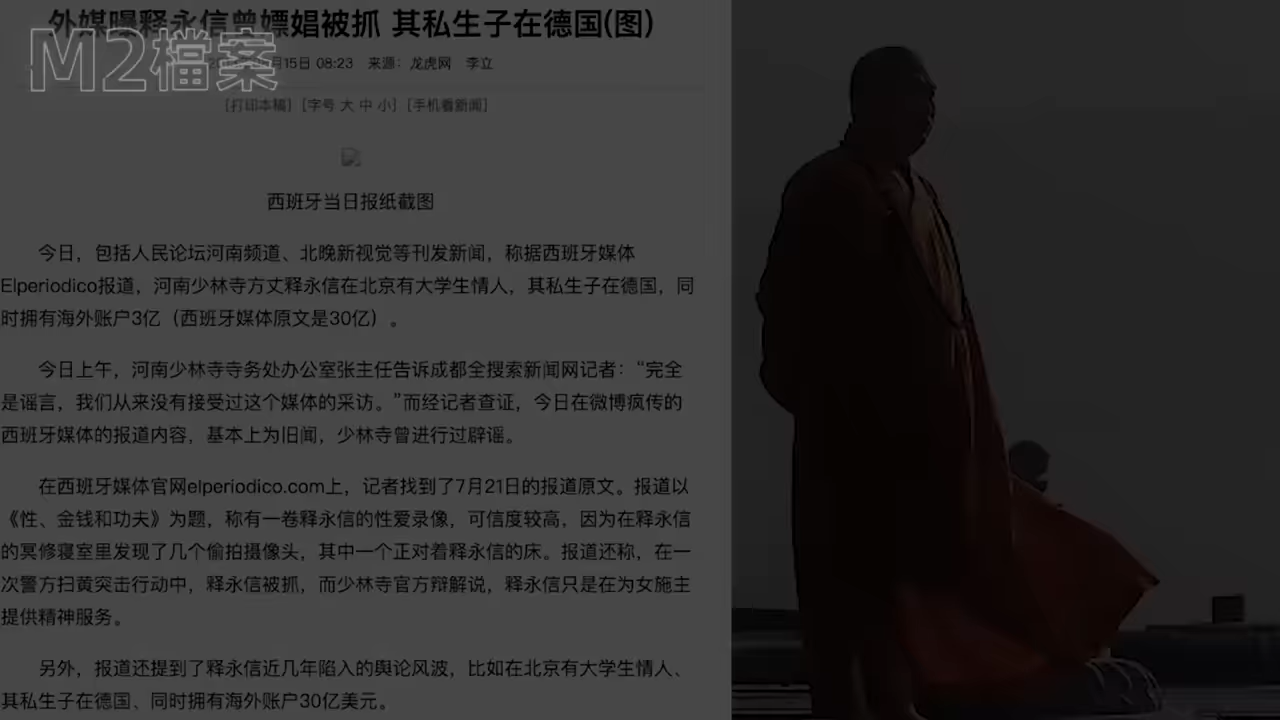 外媒曝释永信曾嫖娼被抓 其私生子在德国(图)
M2檔案
月15日 08:23 来源：龙虎网 李立
[打印本稿] [字号 大 中 小] [手机看新闻]
西班牙当日报纸截图
今日，包括人民论坛河南频道、北晚新视觉等刊发新闻，称据西班牙媒体
Elperiodico报道，河南少林寺方丈释永信在北京有大学生情人，其私生子在德国，同
时拥有海外账户3亿（西班牙媒体原文是30亿）。
今日上午，河南少林寺寺务处办公室张主任告诉成都全搜索新闻网记者：“完全
是谣言，我们从来没有接受过这个媒体的采访。”而经记者查证，今日在微博疯传的
西班牙媒体的报道内容，基本上为旧闻，少林寺曾进行过辟谣。
在西班牙媒体官网elperiodico.com上，记者找到了7月21日的报道原文。报道以
《性、金钱和功夫》为题，称有一卷释永信的性爱录像，可信度较高，因为在释永信
的冥修寝室里发现了几个偷拍摄像头，其中一个正对着释永信的床。报道还称，在一
次警方扫黄突击行动中，释永信被抓，而少林寺官方辩解说，释永信只是在为女施主
提供精神服务。
另外，报道还提到了释永信近几年陷入的舆论风波，比如在北京有大学生情人、
其私生子在德国、同时拥有海外账户30亿美元。